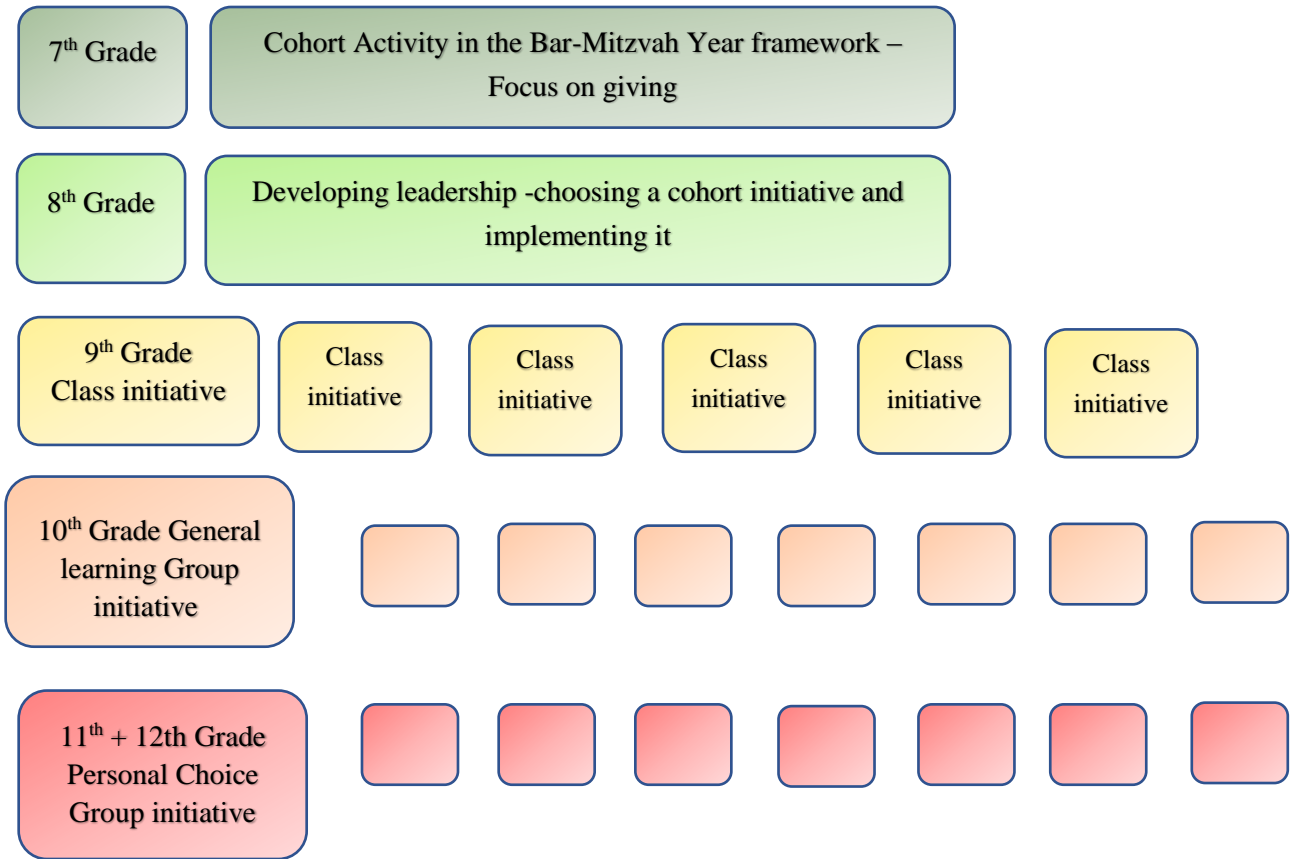 7th Grade
Cohort Activity in the Bar-Mitzvah Year framework –
Focus on giving
8th Grade
Developing leadership -choosing a cohort initiative and
implementing it
9th Grade
Class initiative
Class
initiative
Class
initiative
Class
initiative
Class
initiative
Class
initiative
10th Grade General
learning Group
initiative
11th + 12th Grade
Personal Choice
Group initiative